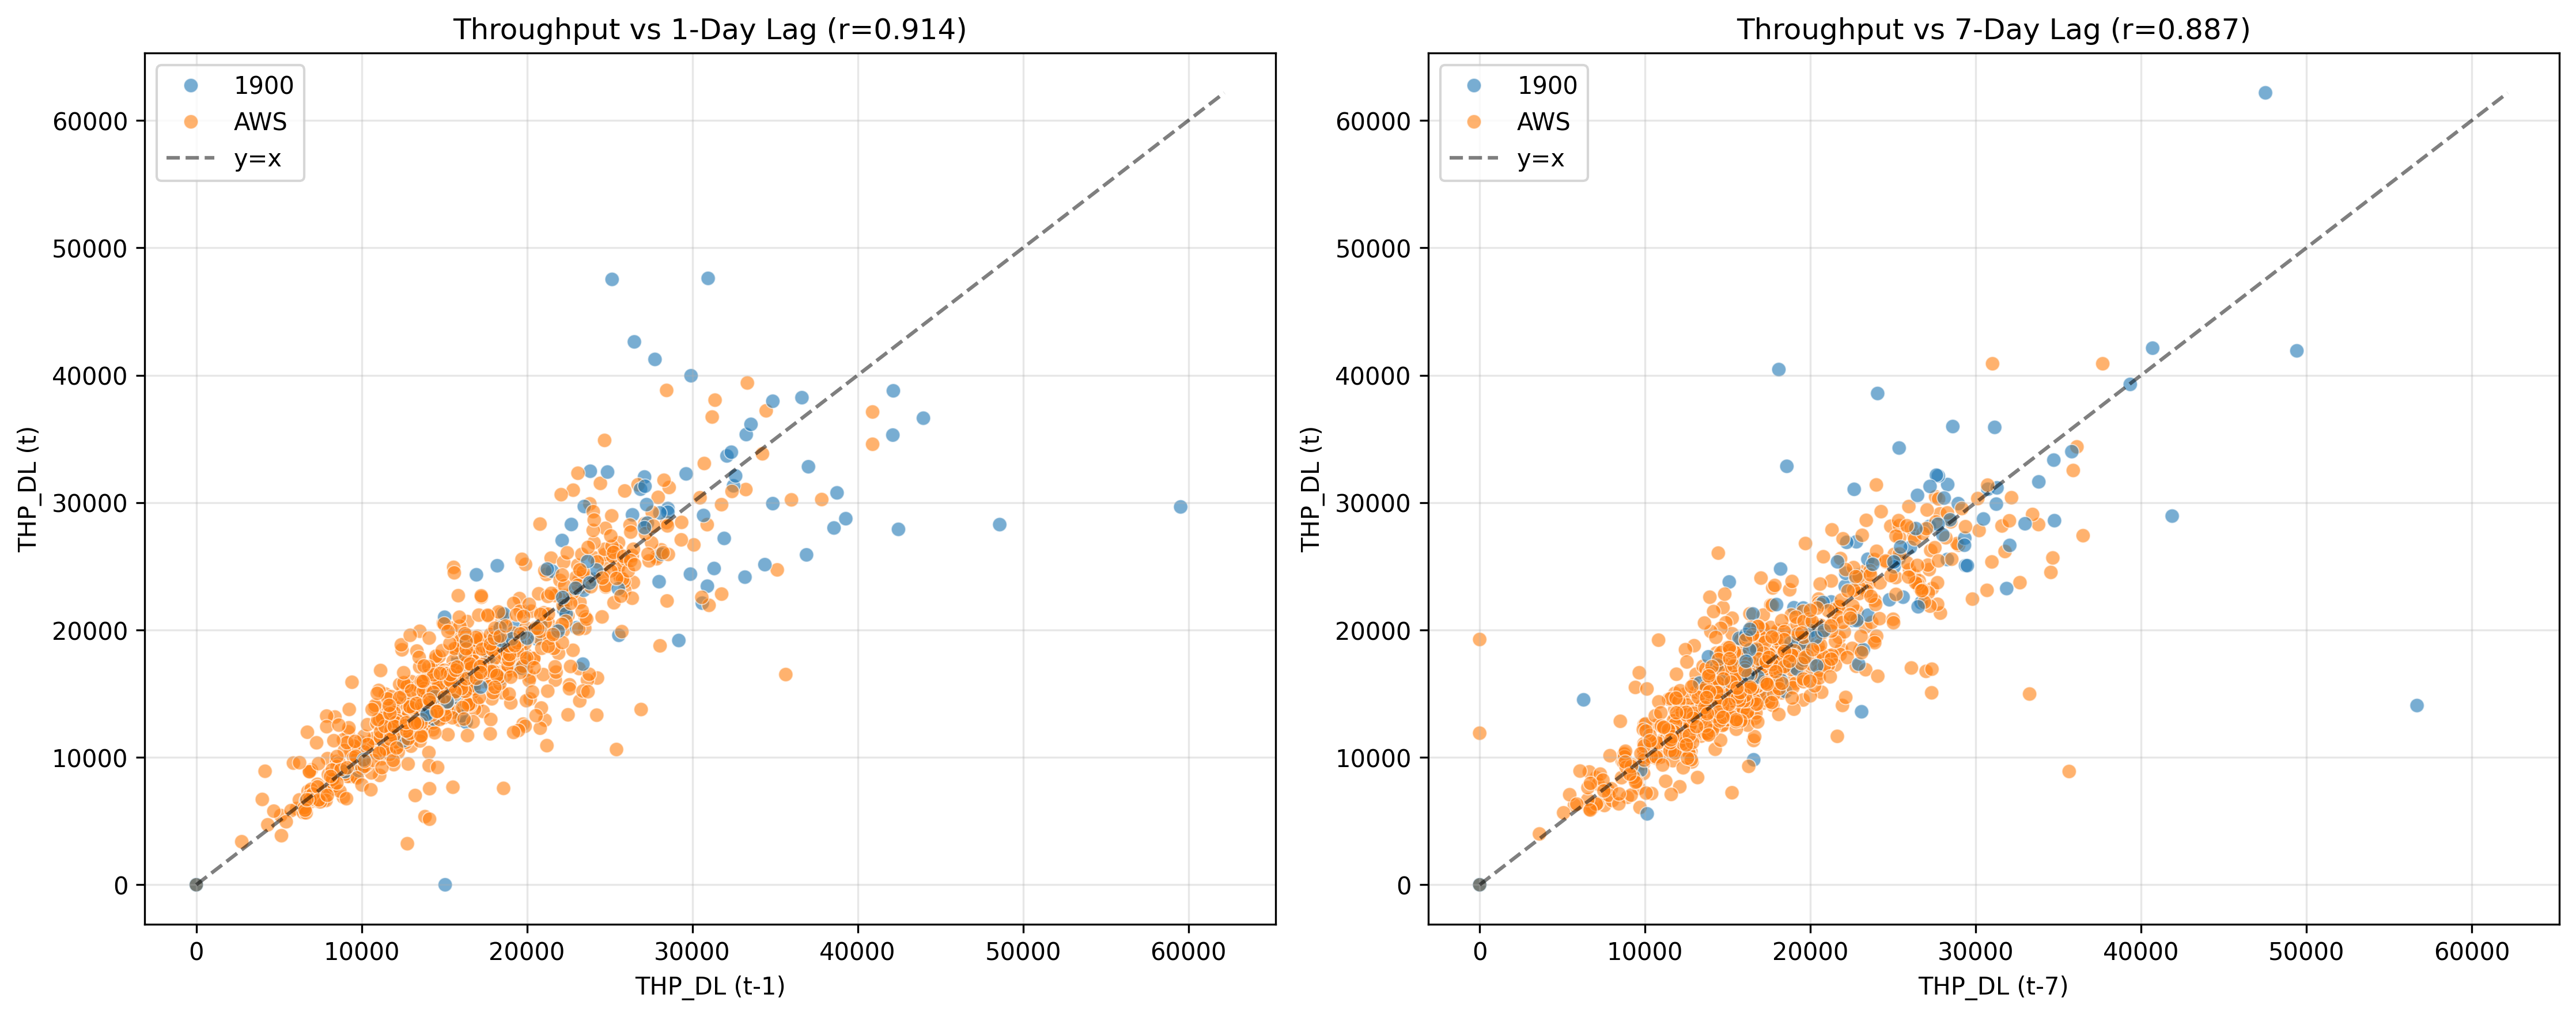 Throughput vs 1-Day Lag (r=0.914)
1900
AWS
y=x
THP_DL (t)
60000
50000
40000
30000
20000
10000
0
0 10000 20000 30000 40000 50000 60000
THP_DL (t-1)
Throughput vs 7-Day Lag (r=0.887)
1900
AWS
y=x
THP_DL (t)
60000
50000
40000
30000
20000
10000
0
0 10000 20000 30000 40000 50000 60000
THP_DL (t-7)